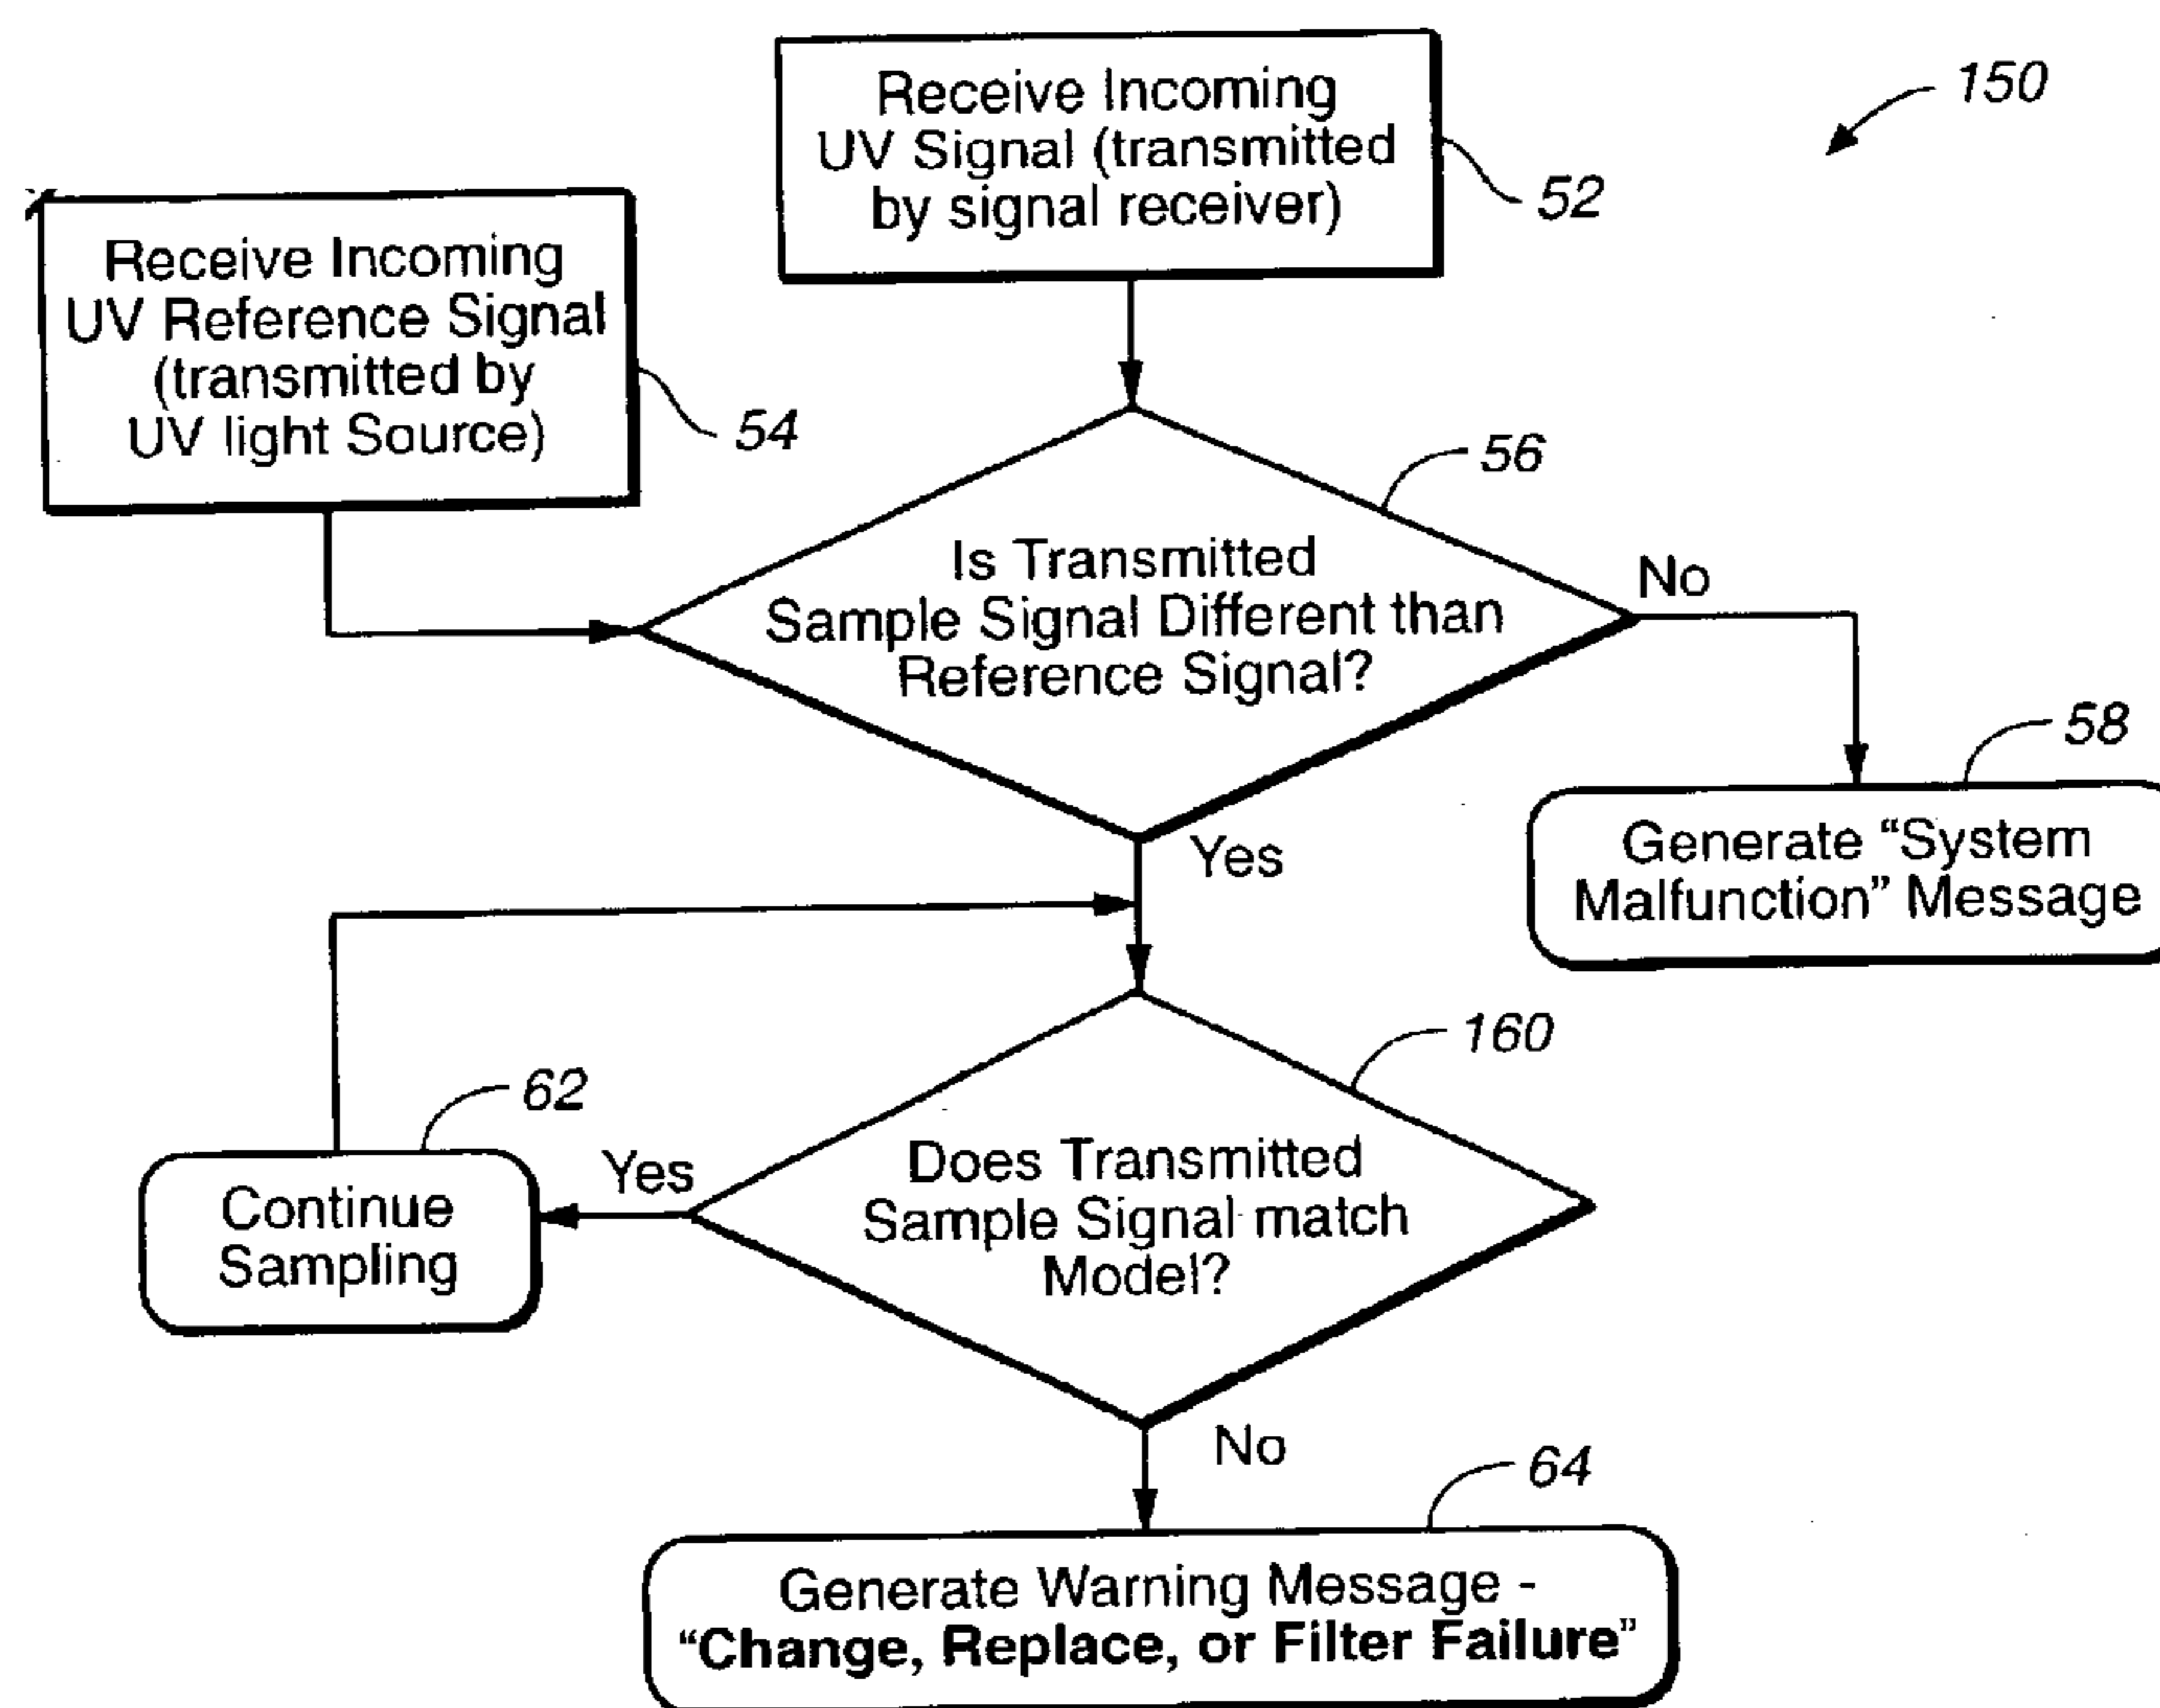 Receive Incoming
UV Signal (transmitted
by signal receiver)
150
52
Receive Incoming
UV Reference Signal
(transmitted by
UV light Source)
54
56
Is Transmitted
Sample Signal Different than
Reference Signal?
No
58
Generate “System
Malfunction” Message
Yes
160
62
Continue
Sampling
Yes
Does Transmitted
Sample Signal match
Model?
No
64
Generate Warning Message -
“Change, Replace, or Filter Failure”